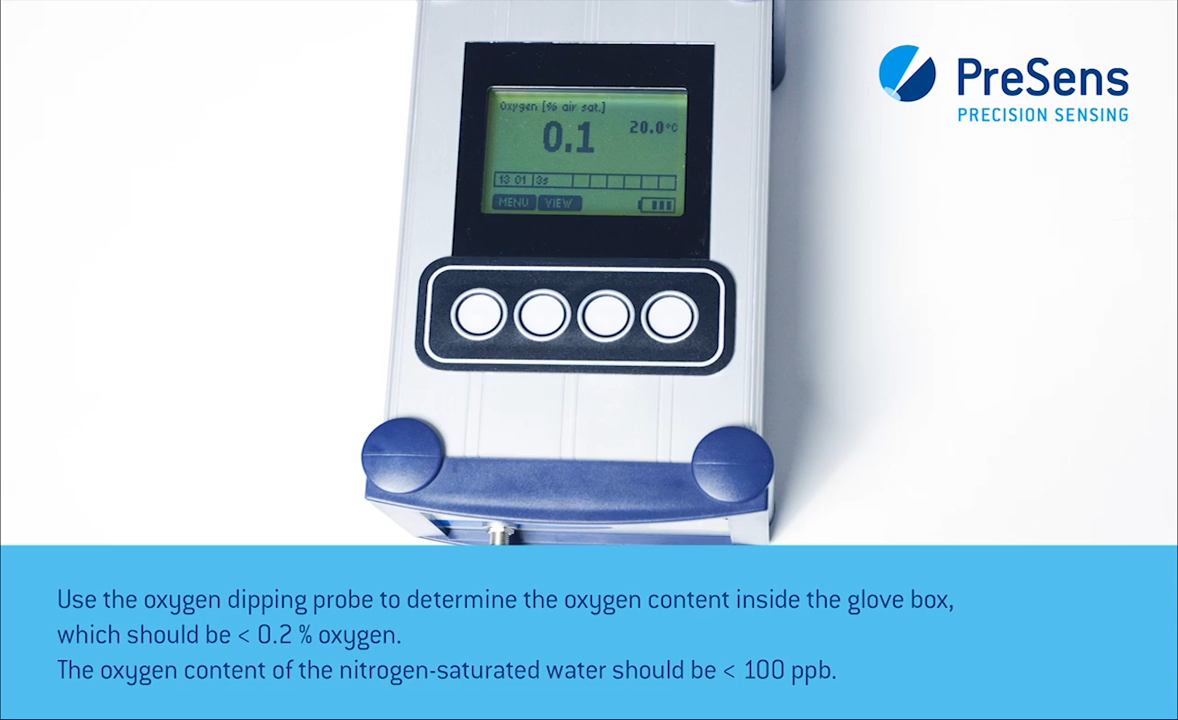 PreSens
PRECISION SENSING
Oxygen [% air sat.]
0.1 20.0°C
13:01 3s
MENU VIEW
Use the oxygen dipping probe to determine the oxygen content inside the glove box,
which should be < 0.2 % oxygen.
The oxygen content of the nitrogen-saturated water should be < 100 ppb.